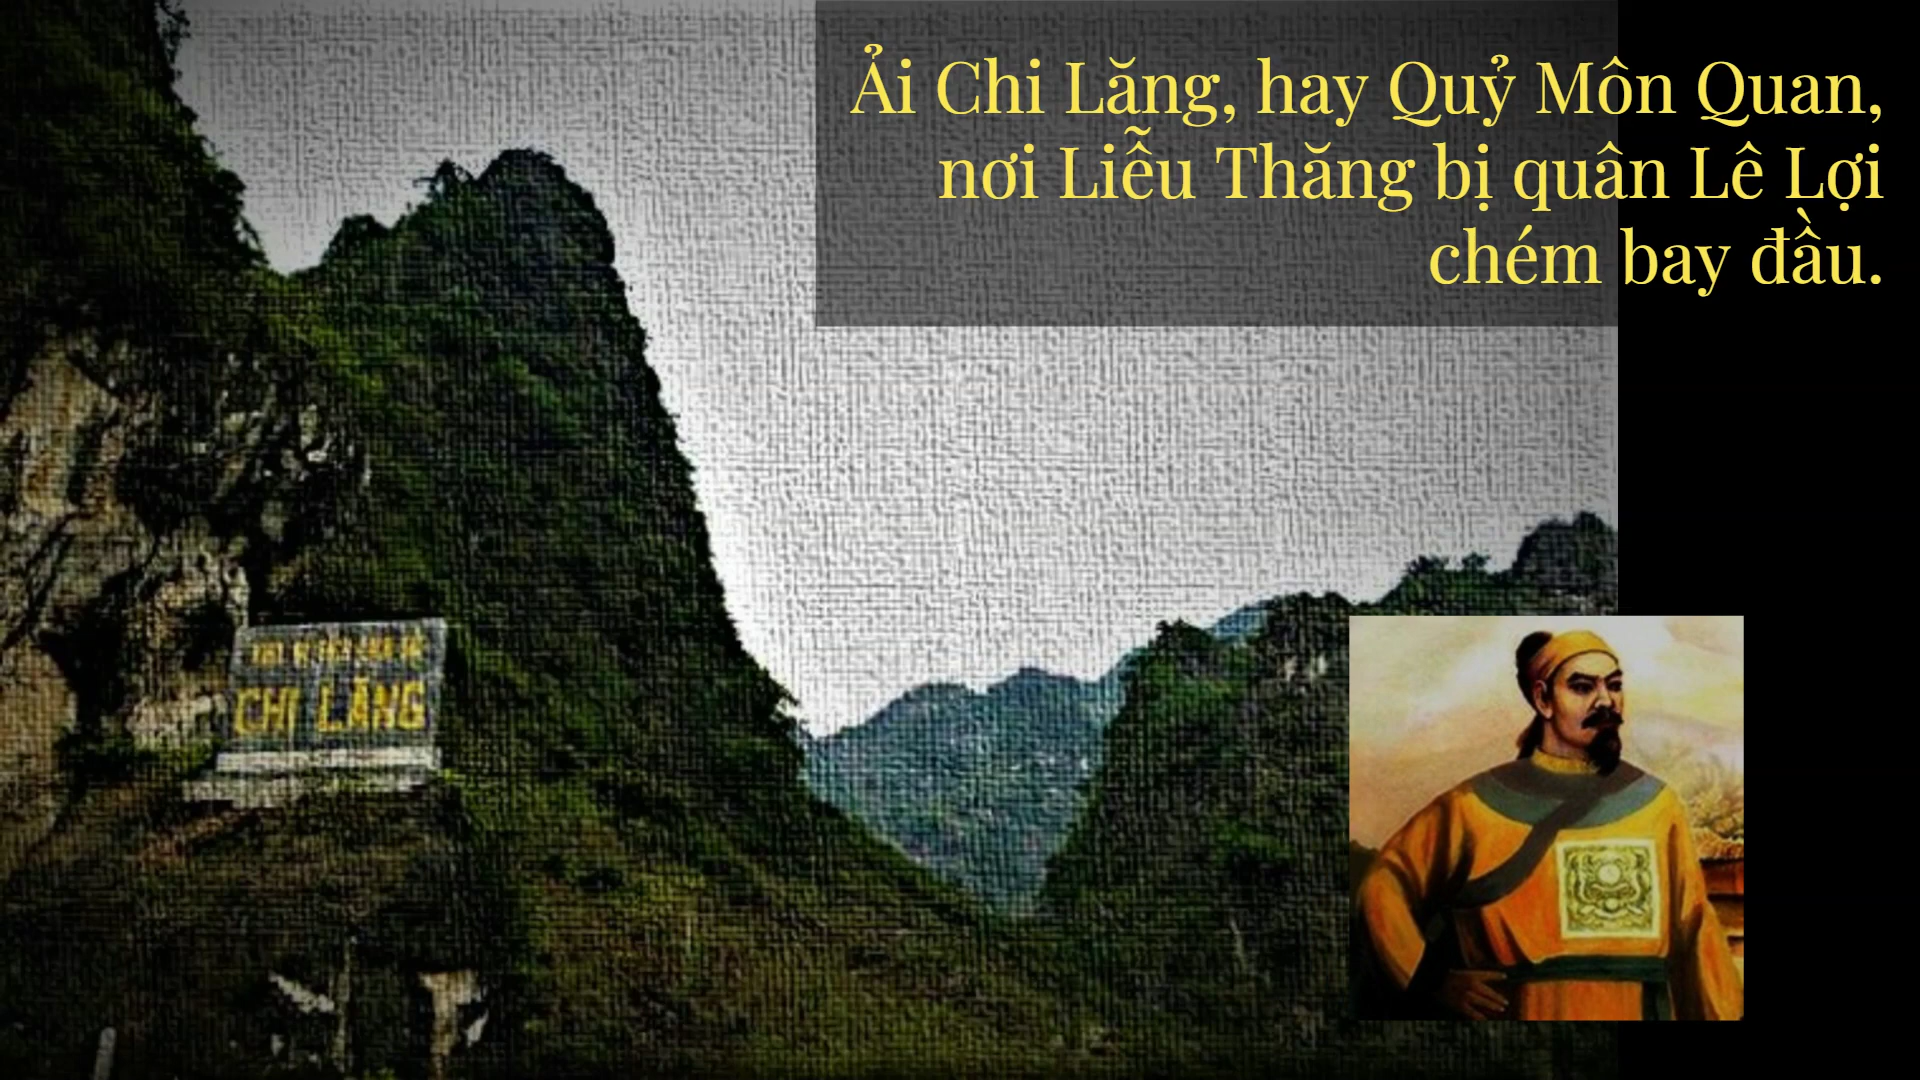 Ải Chi Lăng, hay Quỷ Môn Quan,
nơi Liễu Thăng bị quân Lê Lợi
chém bay đầu.
CHI LĂNG